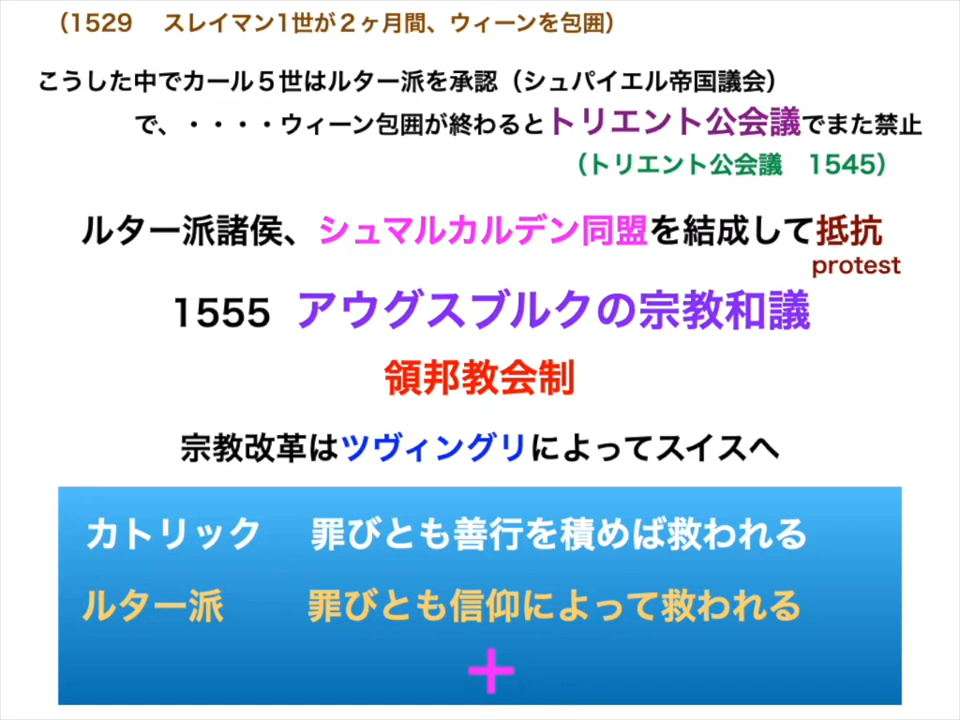 （1529　スレイマン1世が２ヶ月間、ウィーンを包囲）
こうした中でカール５世はルター派を承認（シュパイエル帝国議会）
で、・・・・ウィーン包囲が終わるとトリエント公会議でまた禁止
（トリエント公会議　1545）
ルター派諸侯、シュマルカルデン同盟を結成して抵抗
protest
1555 アウグスブルクの宗教和議
領邦教会制
宗教改革はツヴィングリによってスイスへ
カトリック　罪びとも善行を積めば救われる
ルター派　罪びとも信仰によって救われる
＋